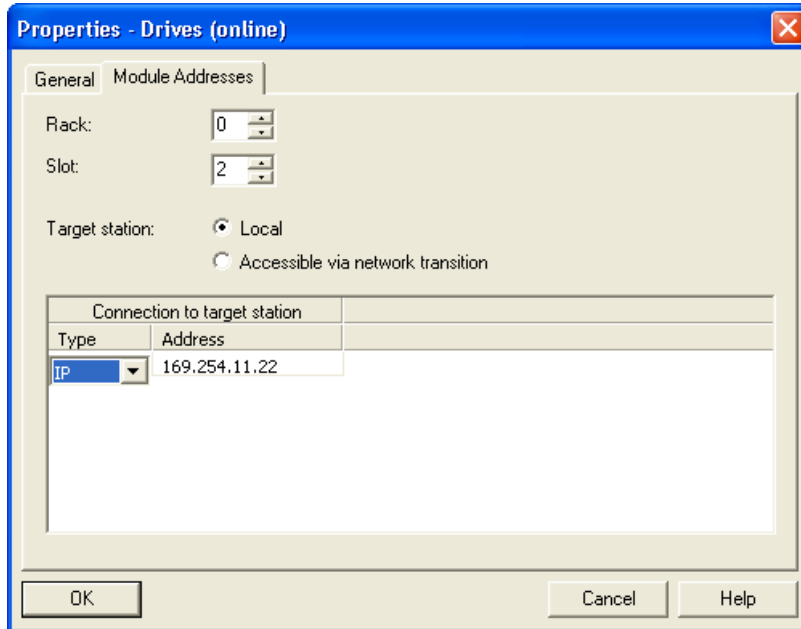 Properties - Drives (online)
General Module Addresses
Rack: 0
Slot: 2
Target station: Local
Accessible via network transition
Connection to target station
Type Address
IP 169.254.11.22
OK Cancel Help